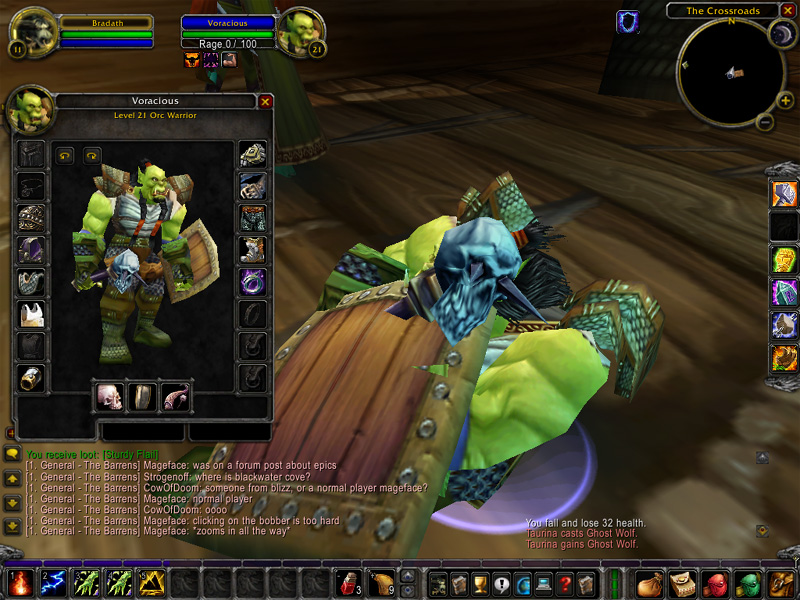 Bradath
11
Voracious
Rage 0 / 100
21
The Crossroads
N
Voracious
Level 21 Orc Warrior
You receive loot: [Sturdy Flail]
[1. General - The Barrens] Mageface: was on a forum post about epics
Strogenoff: where is blackwater cove?
[1. General - The Barrens] CowOfDoom: someone from blizz, or a normal player mageface?
[1. General - The Barrens] Mageface: normal player
[1. General - The Barrens] CowOfDoom: oooo
[1. General - The Barrens] Mageface: clicking on the bobber is too hard
[1. General - The Barrens] Mageface: *zooms in all the way*
You fall and lose 32 health.
Taurina casts Ghost Wolf.
Taurina gains Ghost Wolf.
3
9